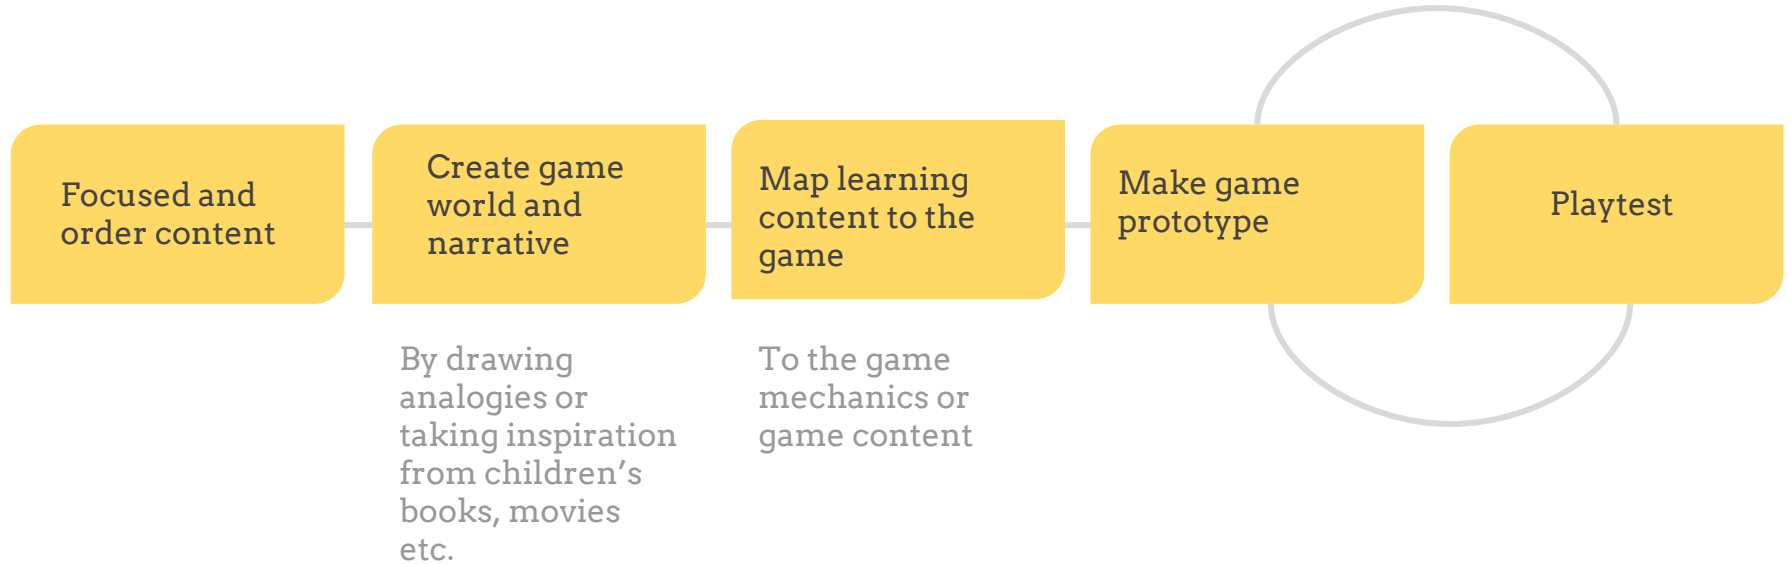 Focused and
order content
Create game
world and
narrative
Map learning
content to the
game
Make game
prototype
Playtest
By drawing
analogies or
taking inspiration
from children’s
books, movies
etc.
To the game
mechanics or
game content